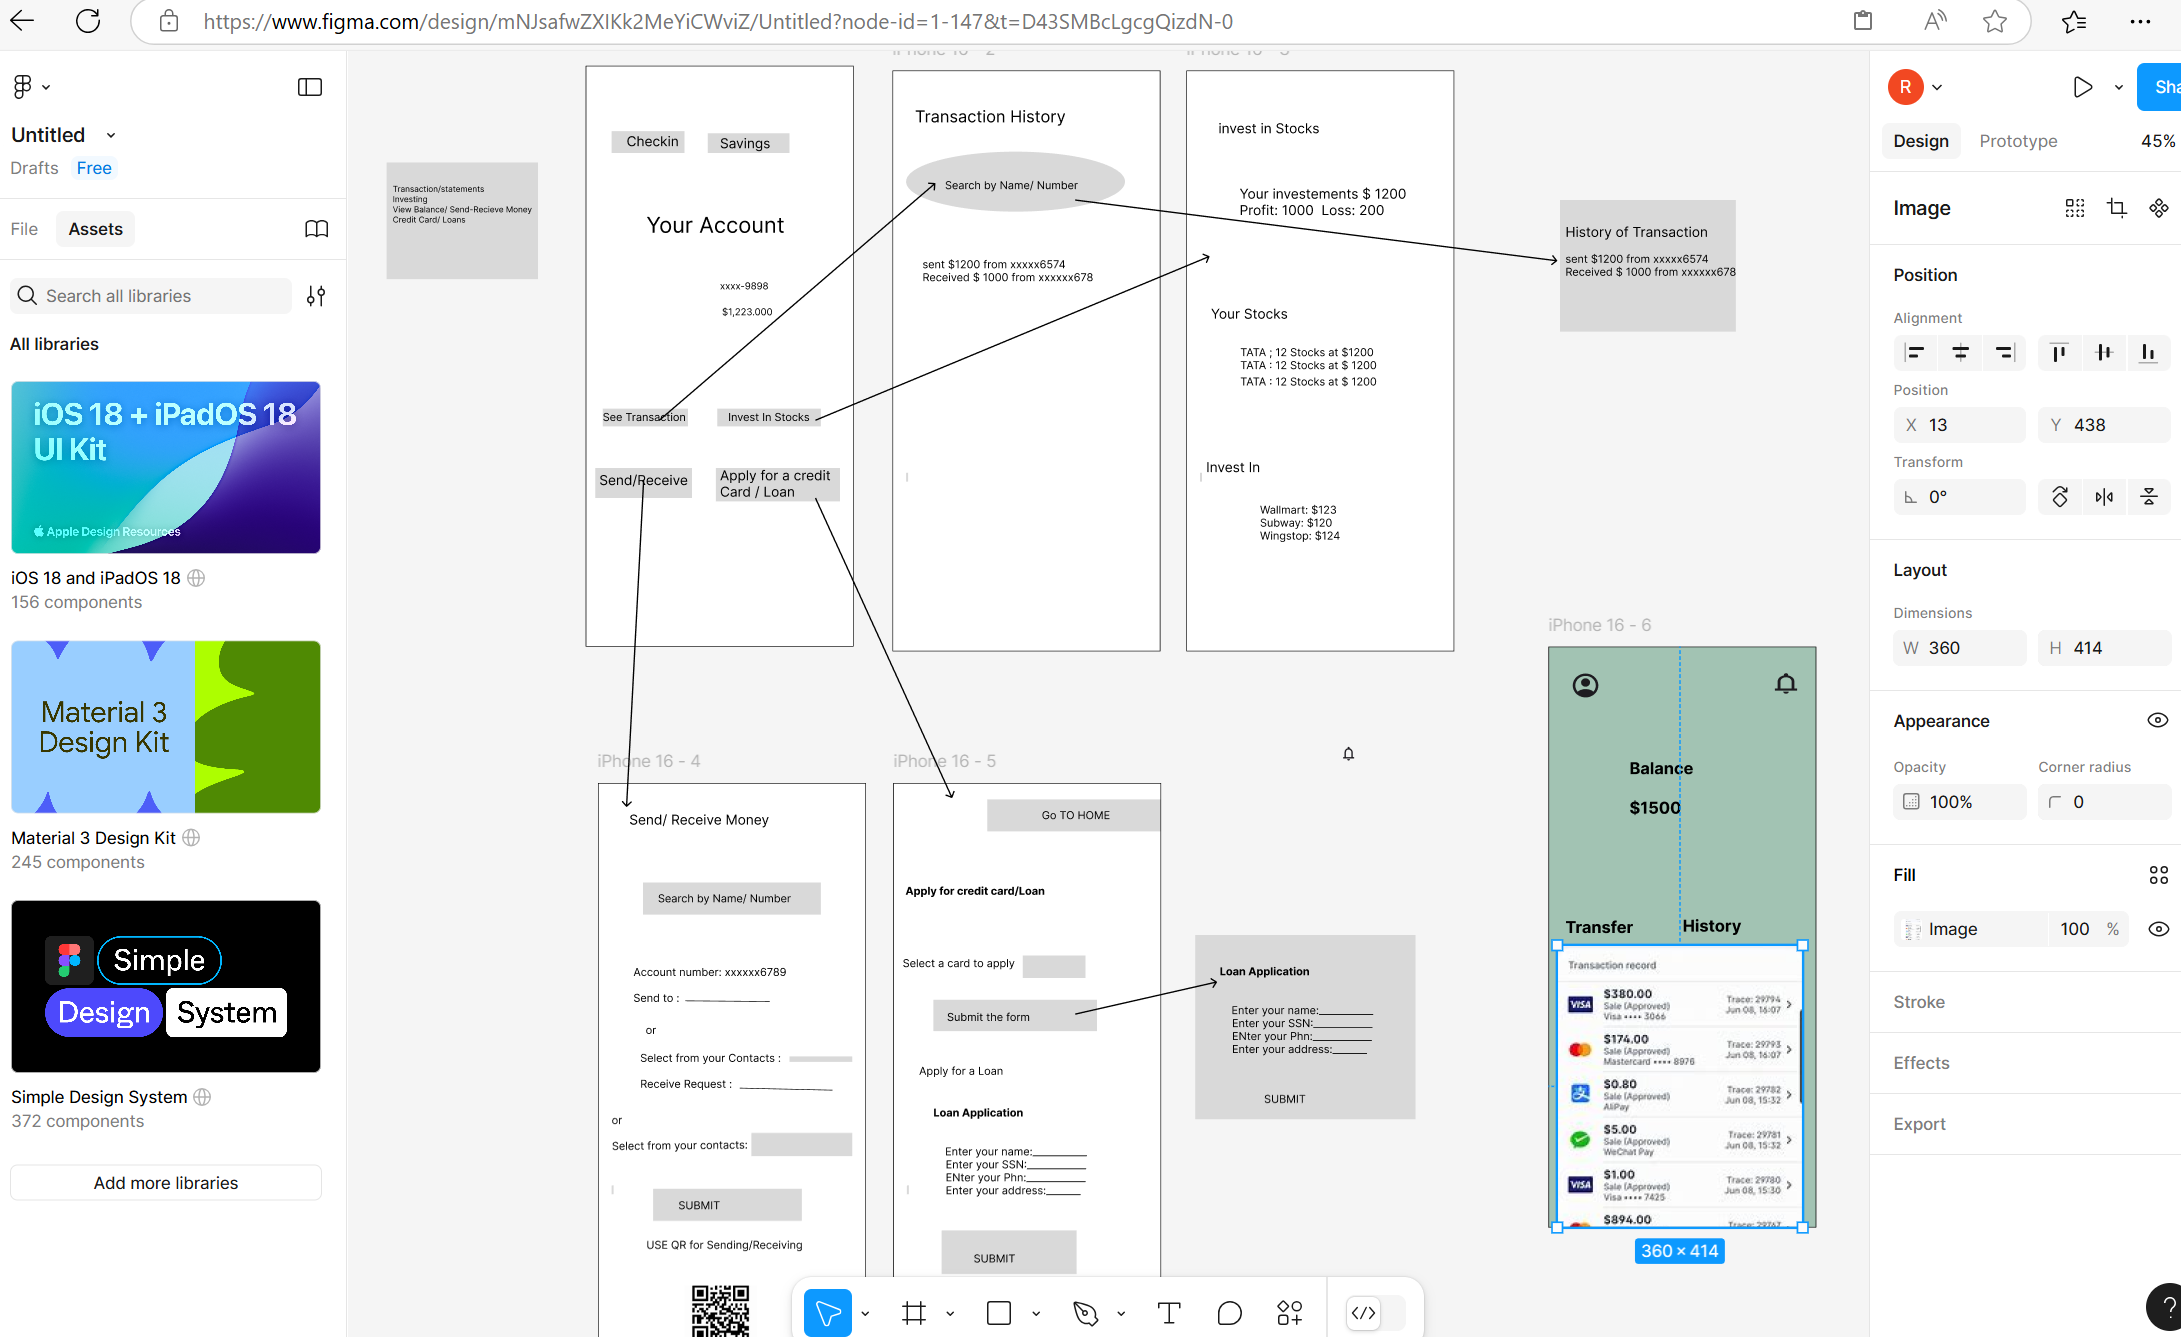 https://www.figma.com/design/mNJsafwZXIKk2MeYiCWviZ/Untitled?node-id=1-147&t=D43SMBcLgcgQizdN-0
Untitled
Drafts
Free
File
Assets
Search all libraries
All libraries
iOS 18 + iPadOS 18
UI Kit
Apple Design Resources
iOS 18 and iPadOS 18
156 components
Material 3
Design Kit
Material 3 Design Kit
245 components
Simple
Design System
Simple Design System
372 components
Add more libraries
Transaction/statements
Investing
View Balance/ Send-Recieve Money
Credit Card/ Loans
Checkin
Savings
Your Account
xxxx-9898
$1,223.000
See Transaction
Invest In Stocks
Send/Receive
Apply for a credit
Card / Loan
Transaction History
Search by Name/ Number
sent $1200 from xxxxx6574
Received $ 1000 from xxxxxx678
invest in Stocks
Your investements $ 1200
Profit: 1000 Loss: 200
Your Stocks
TATA ; 12 Stocks at $1200
TATA : 12 Stocks at $ 1200
TATA : 12 Stocks at $ 1200
Invest In
Wallmart: $123
Subway: $120
Wingstop: $124
History of Transaction
sent $1200 from xxxxx6574
Received $ 1000 from xxxxxx678
iPhone 16 - 4
Send/ Receive Money
Search by Name/ Number
Account number: xxxxxx6789
Send to :
or
Select from your Contacts :
Receive Request :
or
Select from your contacts:
SUBMIT
USE QR for Sending/Receiving
iPhone 16 - 5
Go TO HOME
Apply for credit card/Loan
Select a card to apply
Submit the form
Apply for a Loan
Loan Application
Enter your name:
Enter your SSN:
ENter your Phn:
Enter your address:
SUBMIT
Loan Application
Enter your name:
Enter your SSN:
ENter your Phn:
Enter your address:
SUBMIT
iPhone 16 - 6
Balance
$1500
Transfer
History
Transaction record
VISA
$380.00
Sale (Approved)
Visa •••• 3066
Trace: 29794
Jun 08, 16:07
$174.00
Sale (Approved)
Mastercard •••• 8976
Trace: 29793
Jun 08, 16:07
$0.80
Sale (Approved)
AliPay
Trace: 29782
Jun 08, 15:32
$5.00
Sale (Approved)
WeChat Pay
Trace: 29781
Jun 08, 15:32
VISA
$1.00
Sale (Approved)
Visa •••• 7425
Trace: 29780
Jun 08, 15:30
$894.00
360 × 414
R
Sha
Design
Prototype
45%
Image
Position
Alignment
Position
X 13
Y 438
Transform
0°
Layout
Dimensions
W 360
H 414
Appearance
Opacity
Corner radius
100%
0
Fill
Image
100 %
Stroke
Effects
Export
?